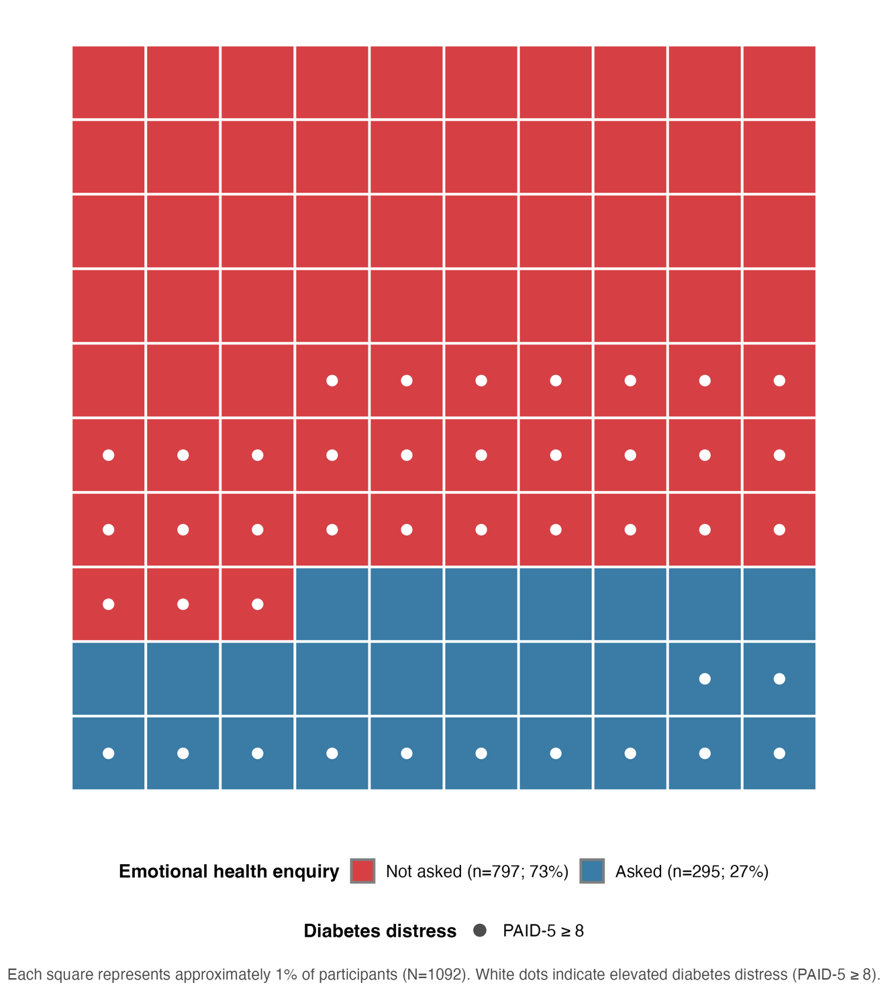 Emotional health enquiry Not asked (n=797; 73%) Asked (n=295; 27%)
Diabetes distress PAID-5 ≥ 8
Each square represents approximately 1% of participants (N=1092). White dots indicate elevated diabetes distress (PAID-5 ≥ 8).